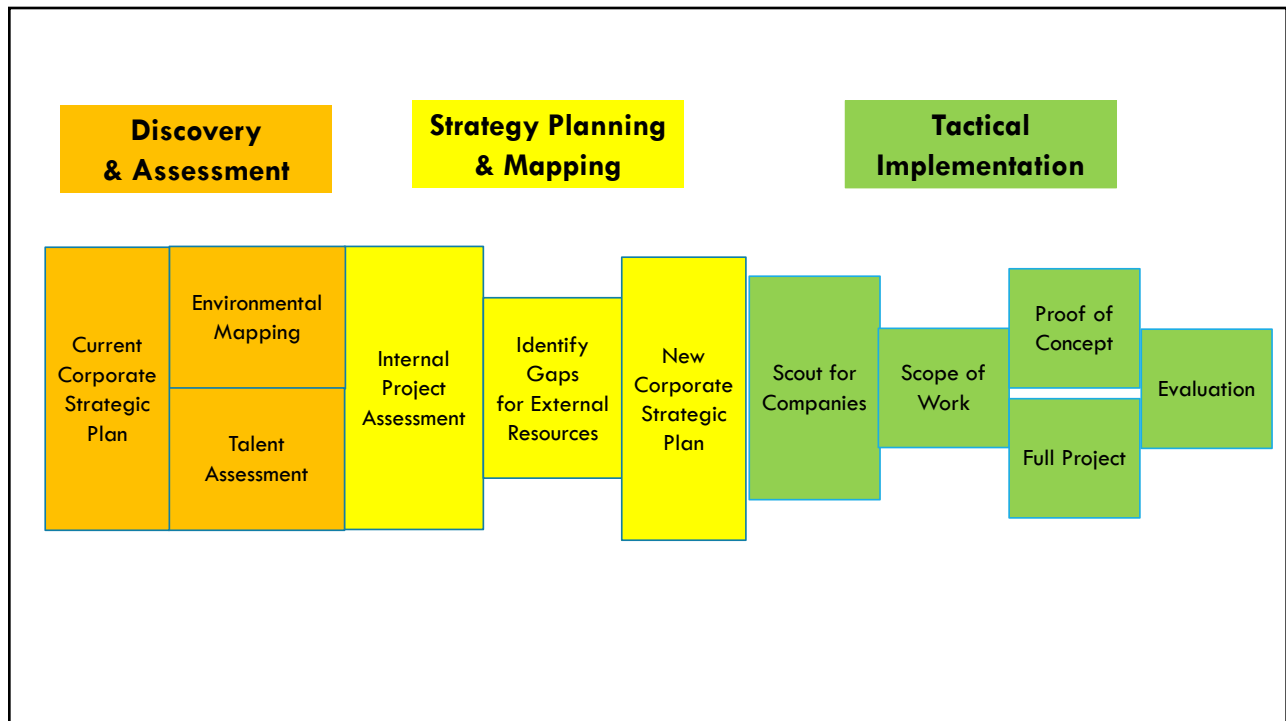 Discovery
& Assessment
Strategy Planning
& Mapping
Tactical
Implementation
Current
Corporate
Strategic
Plan
Environmental
Mapping
Talent
Assessment
Internal
Project
Assessment
Identify
Gaps
for External
Resources
New
Corporate
Strategic
Plan
Scout for
Companies
Scope of
Work
Proof of
Concept
Full Project
Evaluation